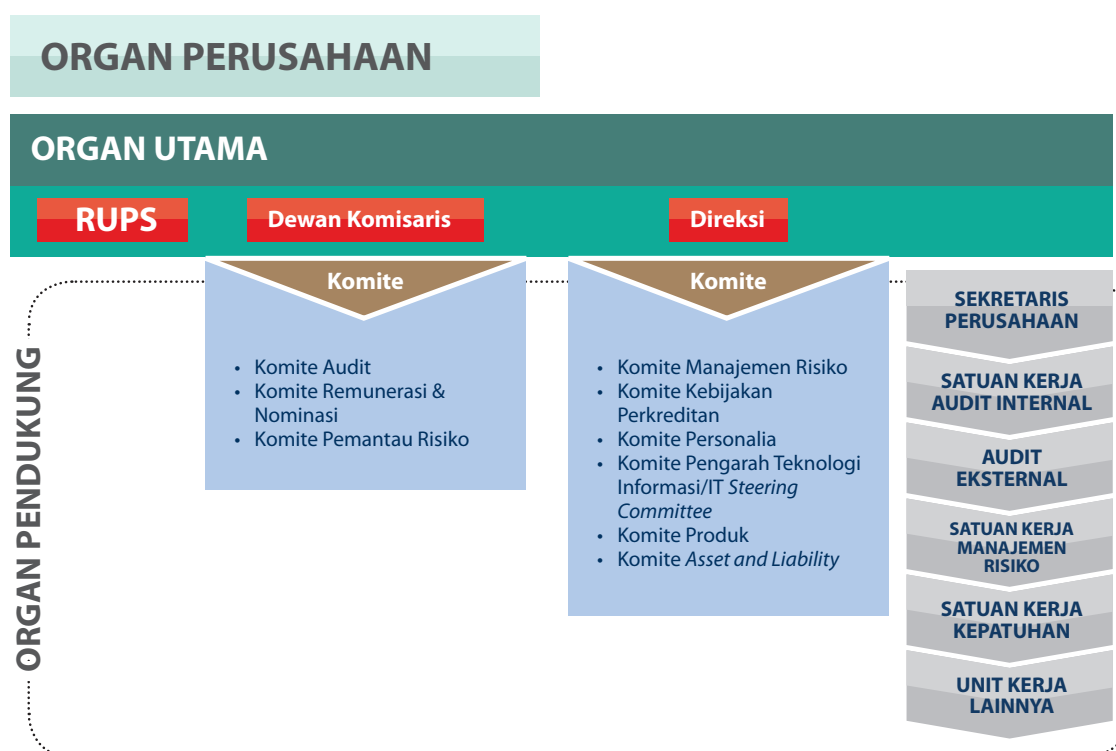 ORGAN PERUSAHAAN
ORGAN UTAMA
RUPS
Dewan Komisaris
Direksi
ORGAN PENDUKUNG
Komite
• Komite Audit
• Komite Remunerasi &
Nominasi
• Komite Pemantau Risiko
Komite
• Komite Manajemen Risiko
• Komite Kebijakan
Perkreditan
• Komite Personalia
• Komite Pengarah Teknologi
Informasi/IT Steering
Committee
• Komite Produk
• Komite Asset and Liability
SEKRETARIS
PERUSAHAAN
SATUAN KERJA
AUDIT INTERNAL
AUDIT
EKSTERNAL
SATUAN KERJA
MANAJEMEN
RISIKO
SATUAN KERJA
KEPATUHAN
UNIT KERJA
LAINNYA